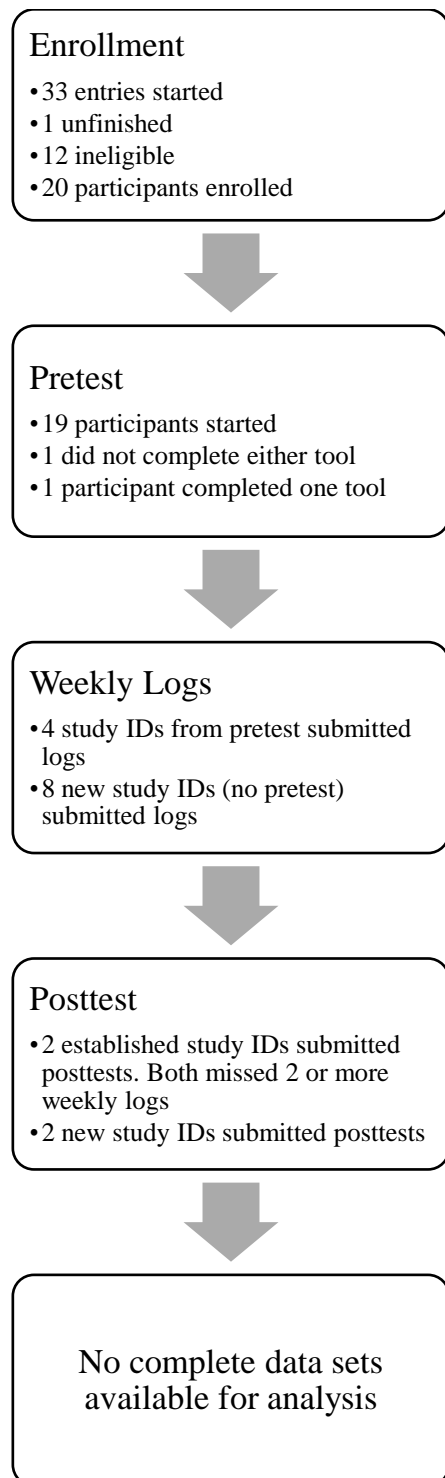 Enrollment
•33 entries started
•1 unfinished
•12 ineligible
•20 participants enrolled
Pretest
•19 participants started
•1 did not complete either tool
•1 participant completed one tool
Weekly Logs
•4 study IDs from pretest submitted
logs
•8 new study IDs (no pretest)
submitted logs
Posttest
•2 established study IDs submitted
posttests. Both missed 2 or more
weekly logs
•2 new study IDs submitted posttests
No complete data sets
available for analysis